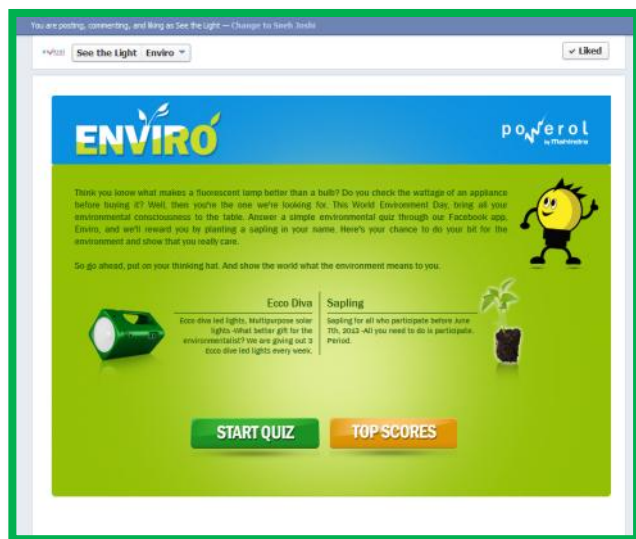 You are posting, commenting, and liking as See the Light — Change to Sneh Joshi
See the Light Enviro
Liked
ENVIRO
powerol
by Mahindra
Think you know what makes a fluorescent lamp better than a bulb? Do you check the wattage of an appliance
before buying it? Well, then you're the one we're looking for. This World Environment Day, bring all your
environmental consciousness to the table. Answer a simple environmental quiz through our Facebook app,
Enviro, and we'll reward you by planting a sapling in your name. Here's your chance to do your bit for the
environment and show that you really care.
So go ahead, put on your thinking hat. And show the world what the environment means to you.
Ecco Diva
Ecco dive led lights, Multipurpose solar
lights -What better gift for the
environmentalist? We are giving out 3
Ecco dive led lights every week.
Sapling
Sapling for all who participate before June
7th, 2013 -All you need to do is participate.
Period.
START QUIZ
TOP SCORES